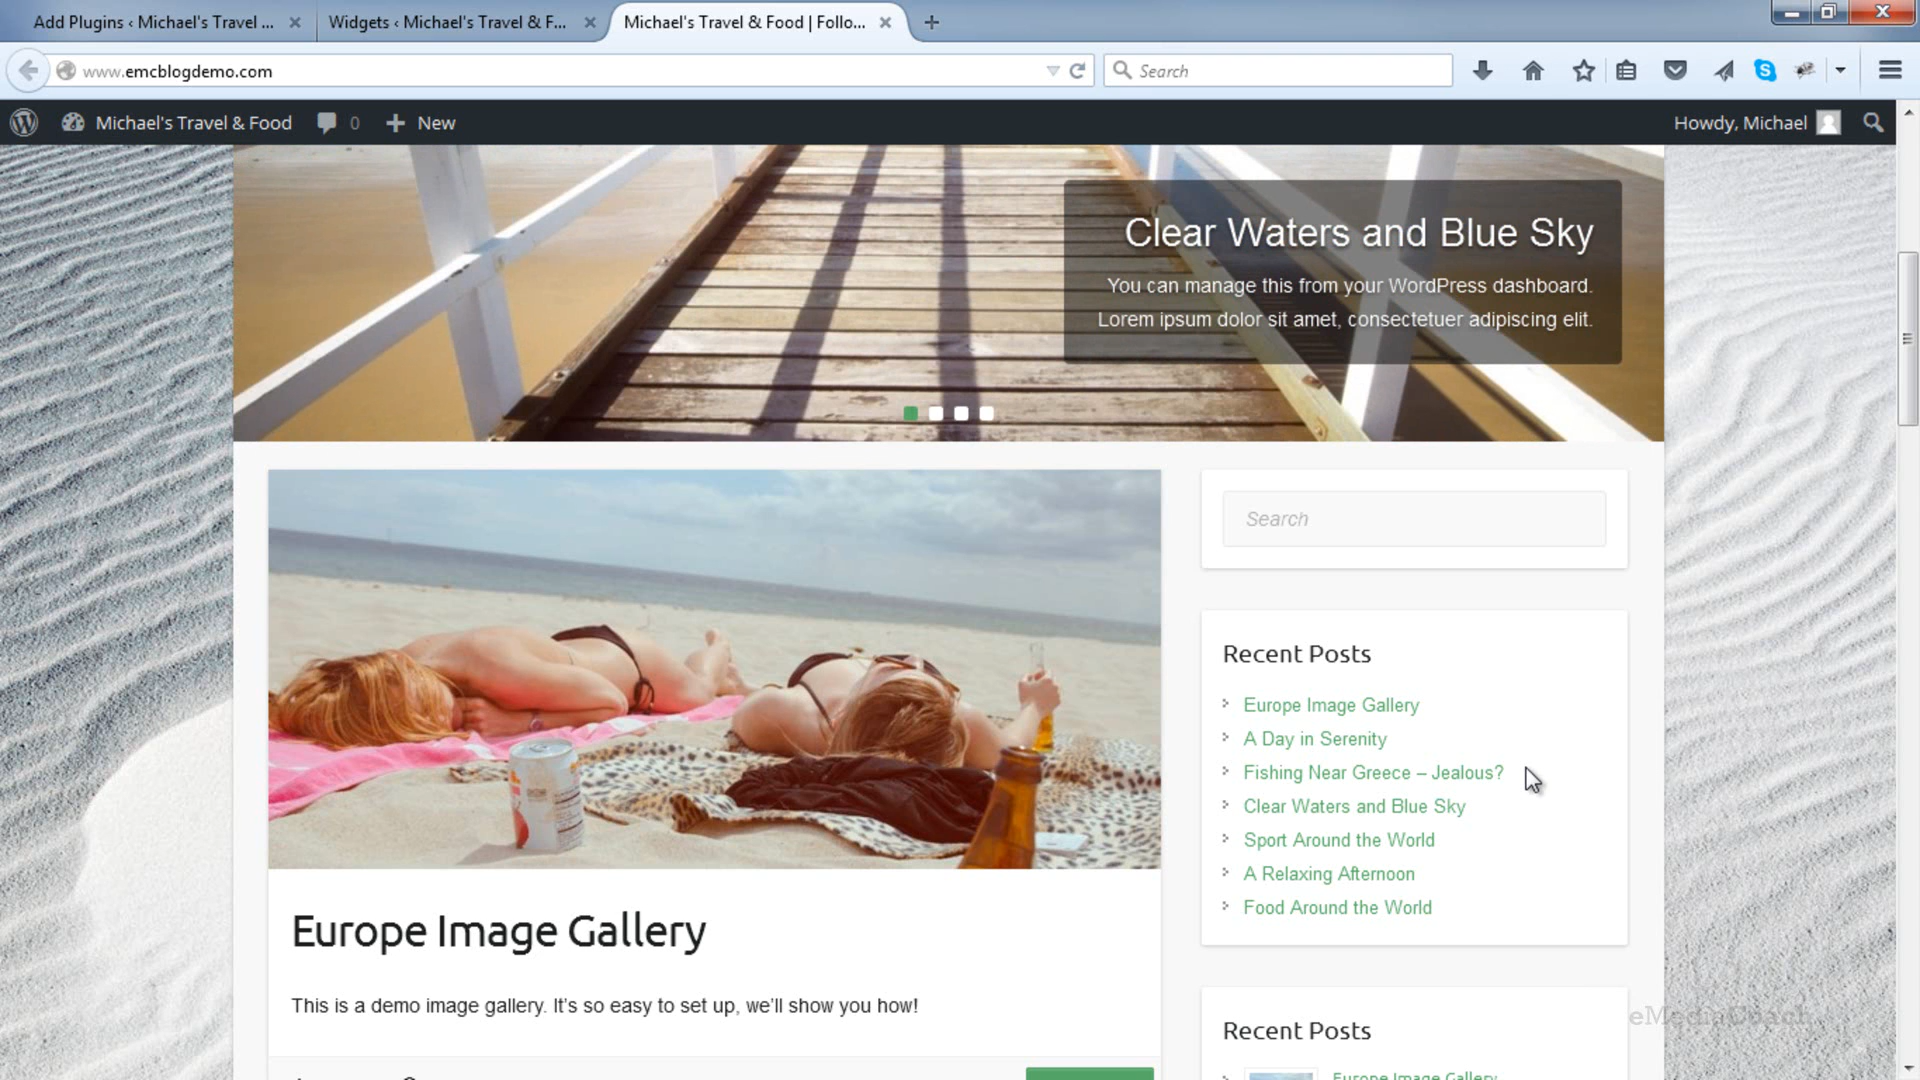 Add Plugins ‹ Michael's Travel ...
Widgets ‹ Michael's Travel & F...
Michael's Travel & Food | Follo...
www.emcblogdemo.com
Search
Michael's Travel & Food
0
New
Howdy, Michael
Clear Waters and Blue Sky
You can manage this from your WordPress dashboard.
Lorem ipsum dolor sit amet, consectetuer adipiscing elit.
Search
Recent Posts
Europe Image Gallery
A Day in Serenity
Fishing Near Greece – Jealous?
Clear Waters and Blue Sky
Sport Around the World
A Relaxing Afternoon
Food Around the World
Europe Image Gallery
This is a demo image gallery. It's so easy to set up, we'll show you how!
eMediaCoach
Recent Posts
Europe Image Gallery